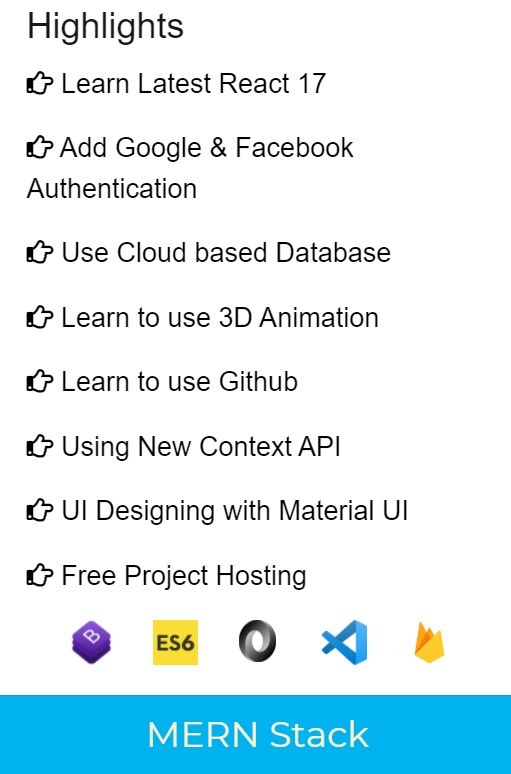 Highlights
Learn Latest React 17
Add Google & Facebook
Authentication
Use Cloud based Database
Learn to use 3D Animation
Learn to use Github
Using New Context API
UI Designing with Material UI
Free Project Hosting
B
ES6
MERN Stack